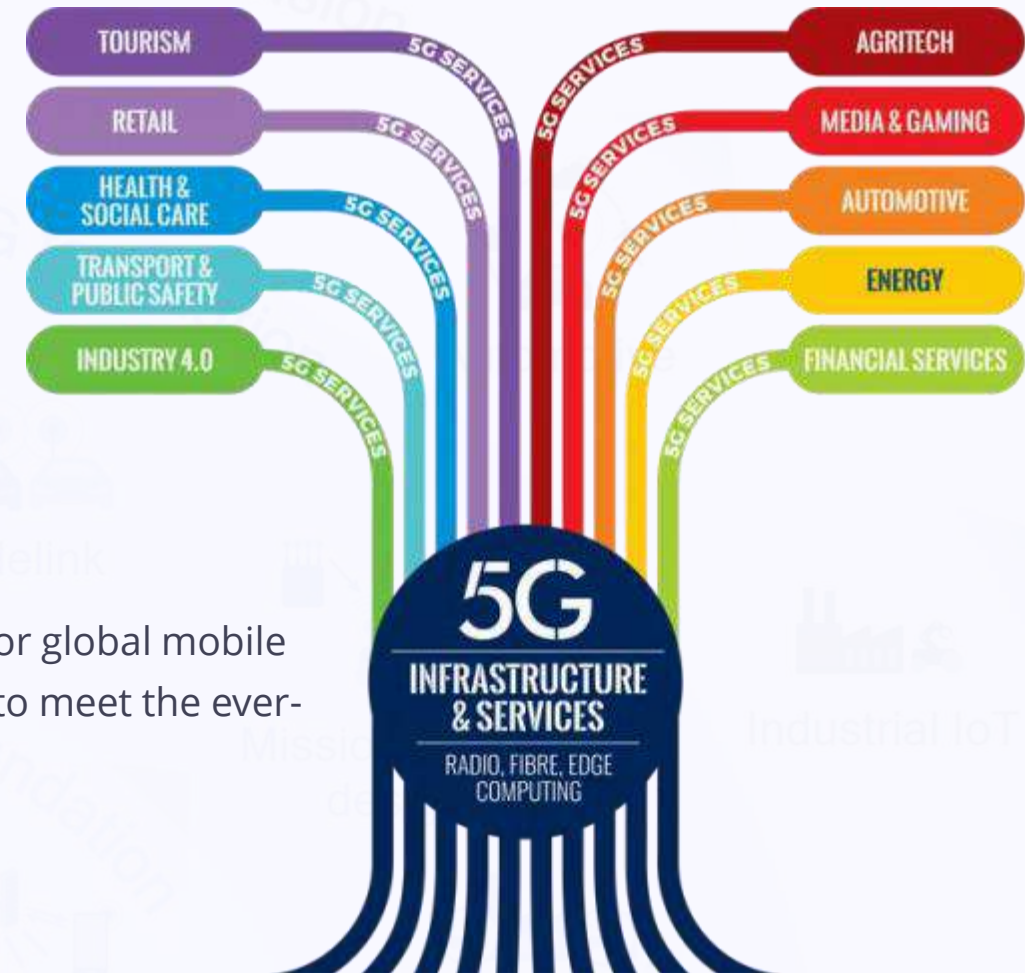 TOURISM
5G SERVICES
RETAIL
5G SERVICES
HEALTH &
SOCIAL CARE
5G SERVICES
TRANSPORT &
PUBLIC SAFETY
5G SERVICES
INDUSTRY 4.0
5G SERVICES
AGRITECH
5G SERVICES
MEDIA & GAMING
5G SERVICES
AUTOMOTIVE
5G SERVICES
ENERGY
5G SERVICES
FINANCIAL SERVICES
5G SERVICES
or global mobile
to meet the ever-
5G
INFRASTRUCTURE
& SERVICES
RADIO, FIBRE, EDGE
COMPUTING
elink
Industrial IoT